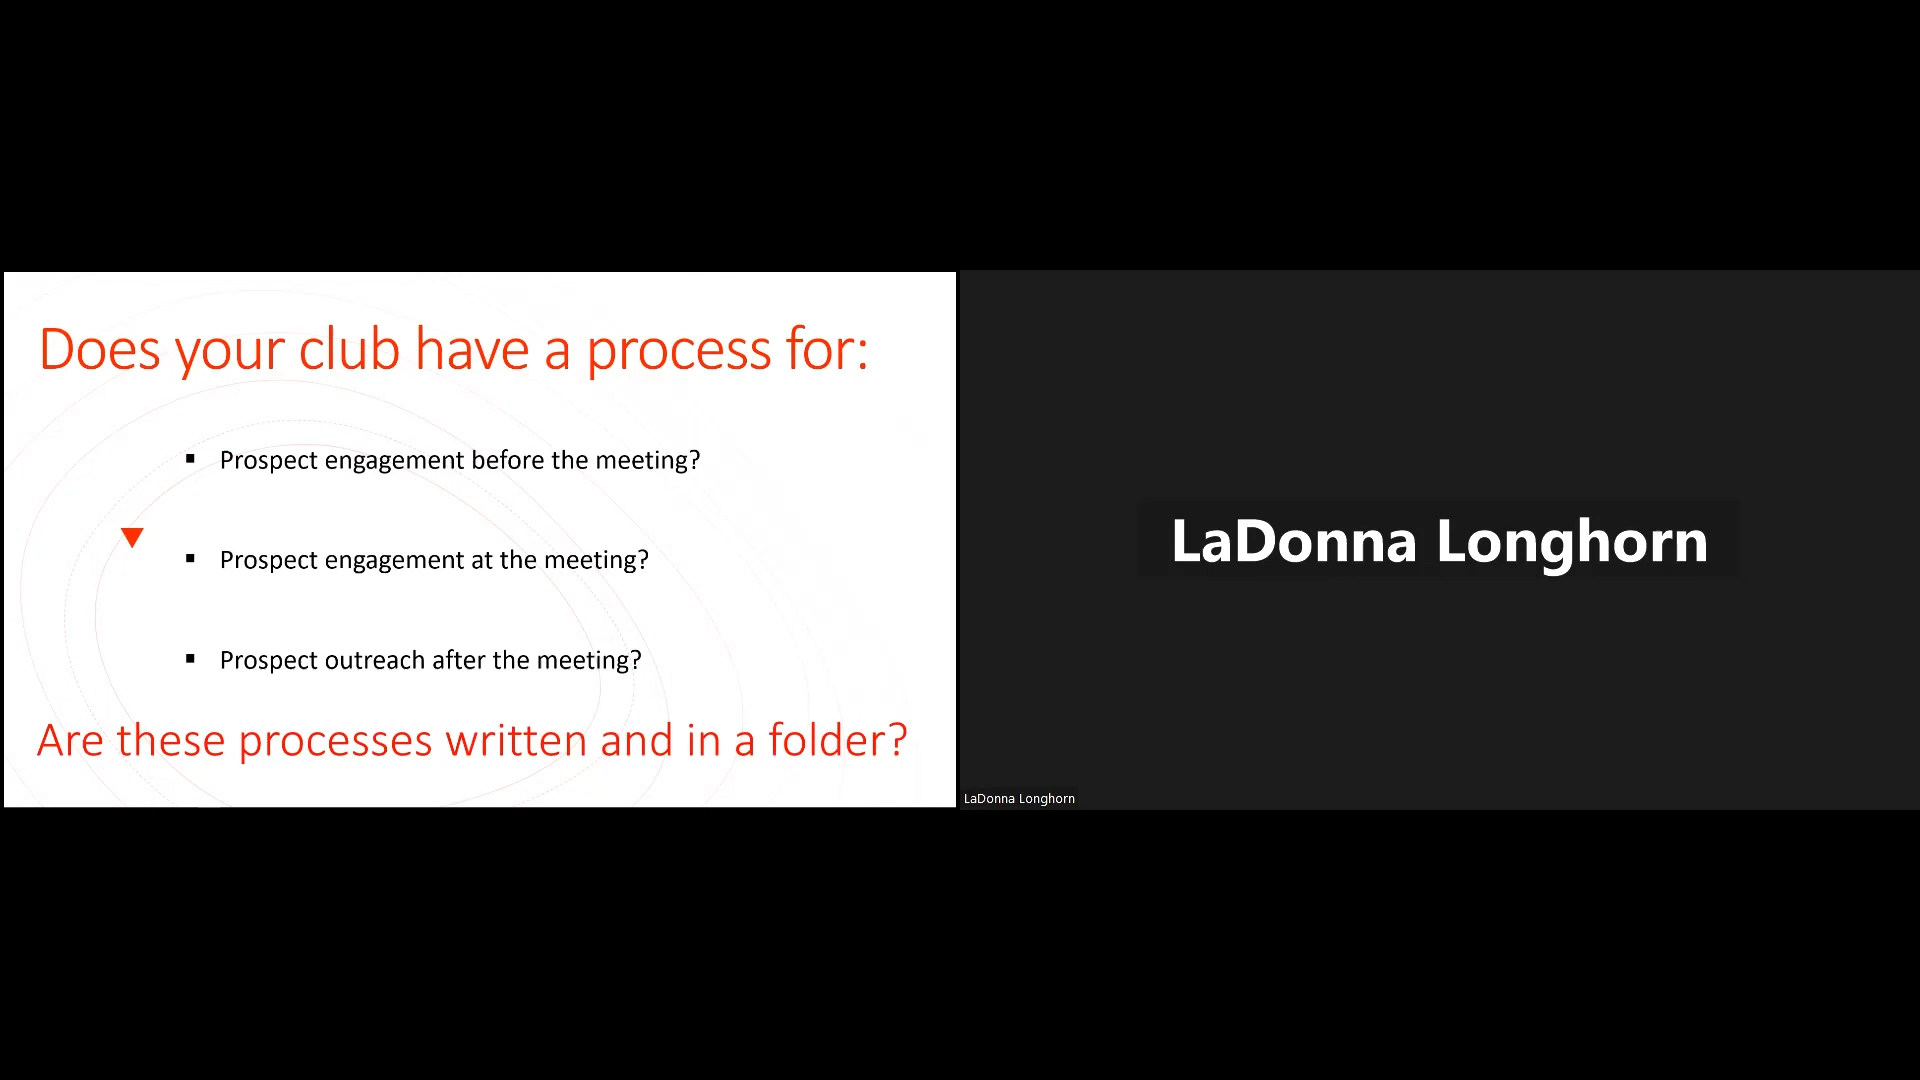 Does your club have a process for:
▪ Prospect engagement before the meeting?
▪ Prospect engagement at the meeting?
▪ Prospect outreach after the meeting?
Are these processes written and in a folder?
LaDonna Longhorn
LaDonna Longhorn